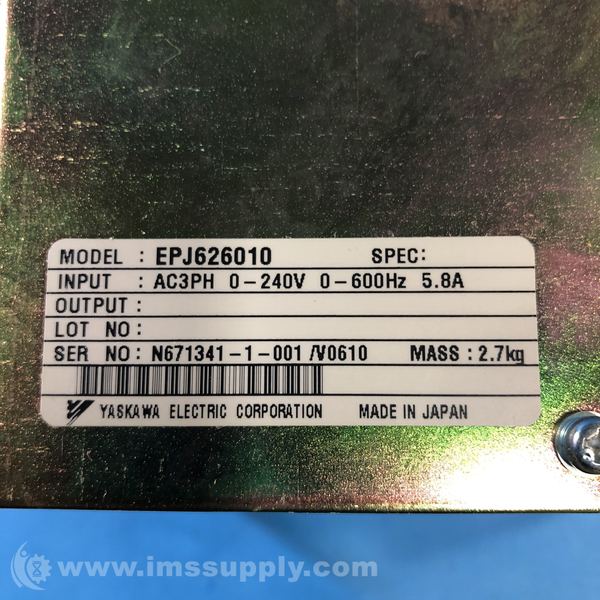 MODEL : EPJ626010 SPEC:
INPUT : AC3PH 0-240V 0-600Hz 5.8A
OUTPUT :
LOT NO :
SER NO : N671341-1-001 /V0610 MASS : 2.7kg
YASKAWA ELECTRIC CORPORATION MADE IN JAPAN
www.imssupply.com